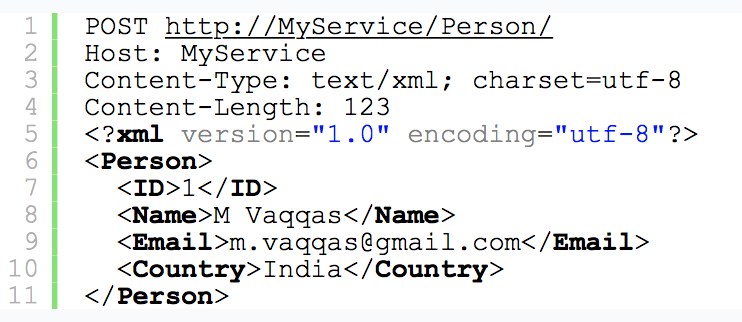 1 POST http://MyService/Person/
2 Host: MyService
3 Content-Type: text/xml; charset=utf-8
4 Content-Length: 123
5 <?xml version="1.0" encoding="utf-8"?>
6 <Person>
7   <ID>1</ID>
8   <Name>M Vaqqas</Name>
9   <Email>m.vaqqas@gmail.com</Email>
10   <Country>India</Country>
11 </Person>